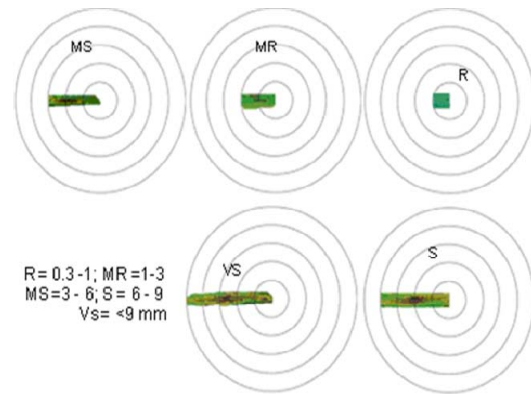 MS
MR
R
VS
S
R= 0.3 -1; MR =1-3
MS=3 - 6; S= 6 - 9
Vs= <9 mm